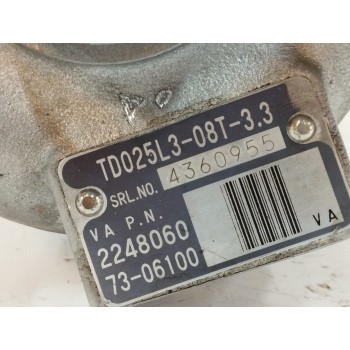 TD025L3-08T-3.3
SRL.NO. 4360955
VA P.N.
2248060
73-06100
VA